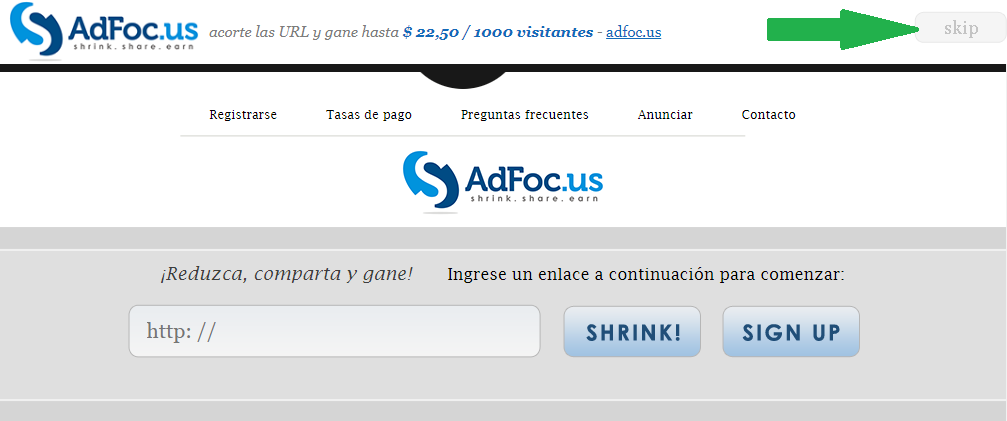 AdFoc.us
shrink. share. earn
acorte las URL y gane hasta $ 22,50 / 1000 visitantes - adfoc.us
skip
Registrarse Tasas de pago Preguntas frecuentes Anunciar Contacto
AdFoc.us
shrink. share. earn
¡Reduzca, comparta y gane! Ingrese un enlace a continuación para comenzar:
http: // SHRINK! SIGN UP